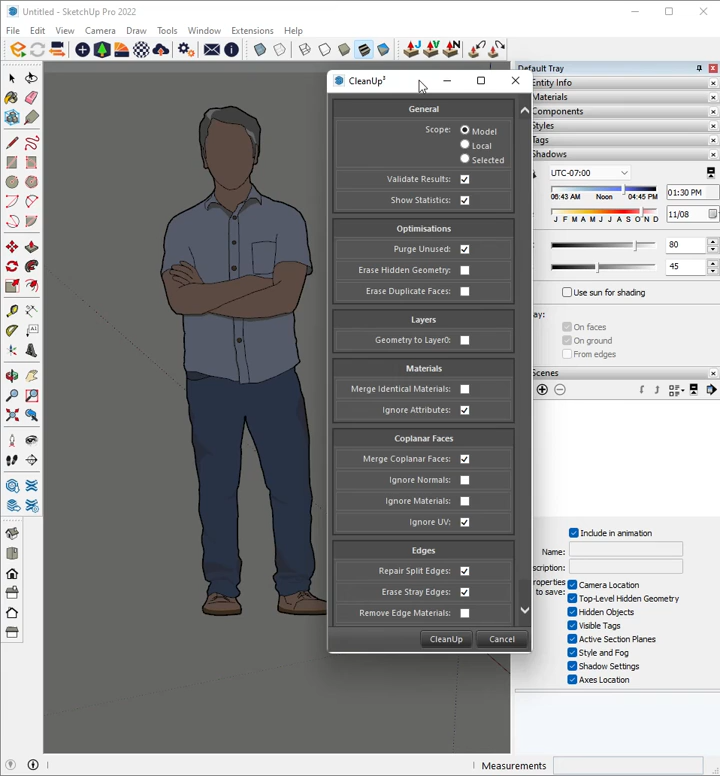 Untitled - SketchUp Pro 2022
File Edit View Camera Draw Tools Window Extensions Help
J V N
Default Tray
Entity Info
Materials
Components
Styles
Tags
Shadows
UTC-07:00
06:43 AM Noon 04:45 PM 01:30 PM
J F M A M J J A S O N D 11/08
80
45
Use sun for shading
On faces
On ground
From edges
Scenes
Include in animation
Name:
to save:
Camera Location
Top-Level Hidden Geometry
Hidden Objects
Visible Tags
Active Section Planes
Style and Fog
Shadow Settings
Axes Location
CleanUp³
General
Scope: Model
Local
Selected
Validate Results:
Show Statistics:
Optimisations
Purge Unused:
Erase Hidden Geometry:
Erase Duplicate Faces:
Layers
Geometry to Layer0:
Materials
Merge Identical Materials:
Ignore Attributes:
Coplanar Faces
Merge Coplanar Faces:
Ignore Normals:
Ignore Materials:
Ignore UV:
Edges
Repair Split Edges:
Erase Stray Edges:
Remove Edge Materials:
CleanUp Cancel
Measurements